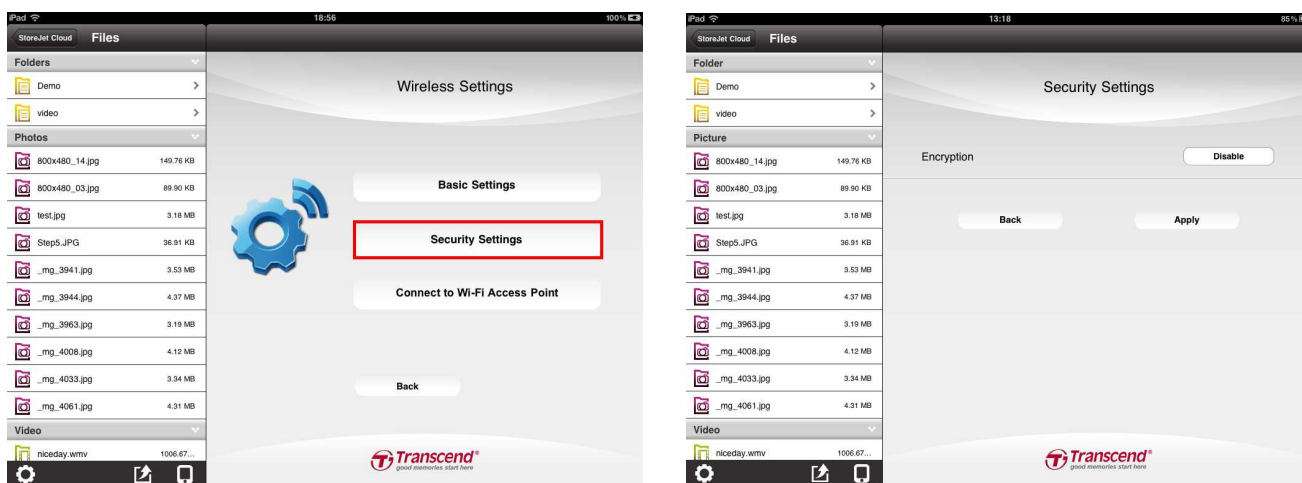 iPad 18:56 100%
StoreJet Cloud Files
Folders
Demo
video
Photos
800x480_14.jpg 149.76 KB
800x480_03.jpg 89.90 KB
test.jpg 3.18 MB
Step5.JPG 36.91 KB
_mg_3941.jpg 3.53 MB
_mg_3944.jpg 4.37 MB
_mg_3963.jpg 3.19 MB
_mg_4008.jpg 4.12 MB
_mg_4033.jpg 3.34 MB
_mg_4061.jpg 4.31 MB
Video
niceday.wmv 1006.67...
Wireless Settings
Basic Settings
Security Settings
Connect to Wi-Fi Access Point
Back
Transcend®
good memories start here
iPad 13:18 85%
StoreJet Cloud Files
Folder
Demo
video
Picture
800x480_14.jpg 149.76 KB
800x480_03.jpg 89.90 KB
test.jpg 3.18 MB
Step5.JPG 36.91 KB
_mg_3941.jpg 3.53 MB
_mg_3944.jpg 4.37 MB
_mg_3963.jpg 3.19 MB
_mg_4008.jpg 4.12 MB
_mg_4033.jpg 3.34 MB
_mg_4061.jpg 4.31 MB
Video
niceday.wmv 1006.67...
Security Settings
Encryption Disable
Back Apply
Transcend®
good memories start here